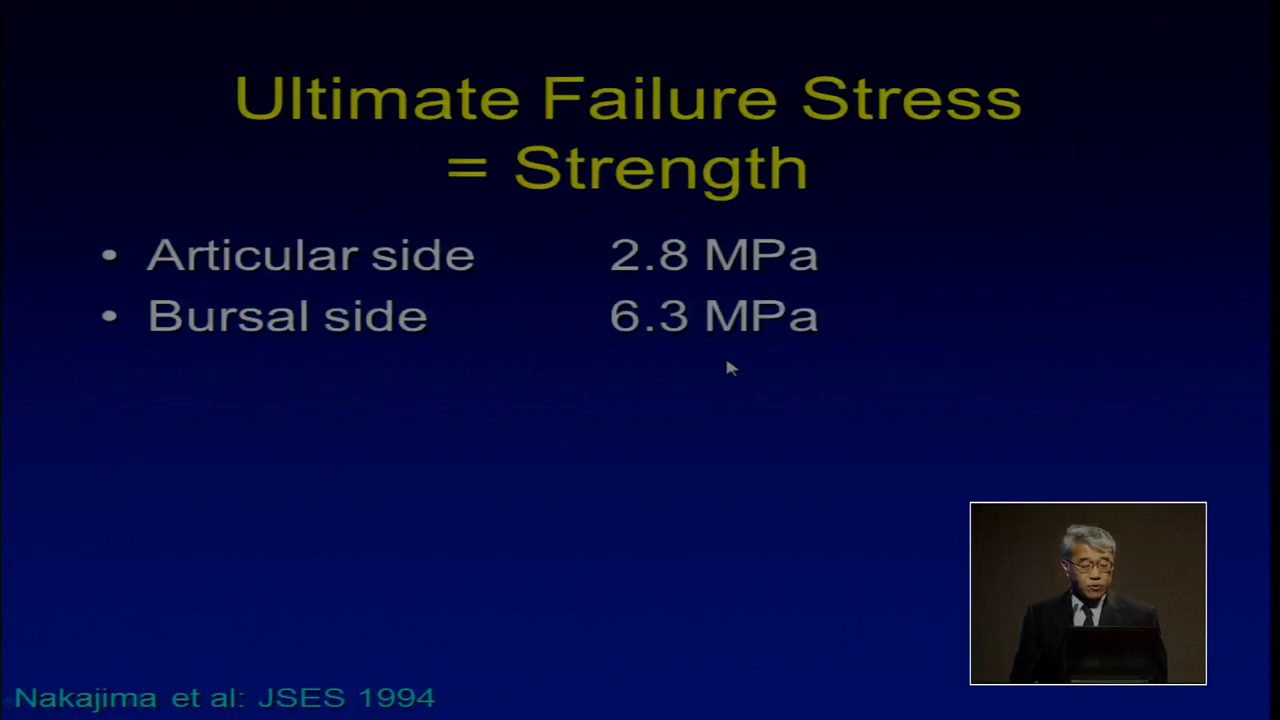 Ultimate Failure Stress
= Strength
• Articular side 2.8 MPa
• Bursal side 6.3 MPa
Nakajima et al: JSES 1994